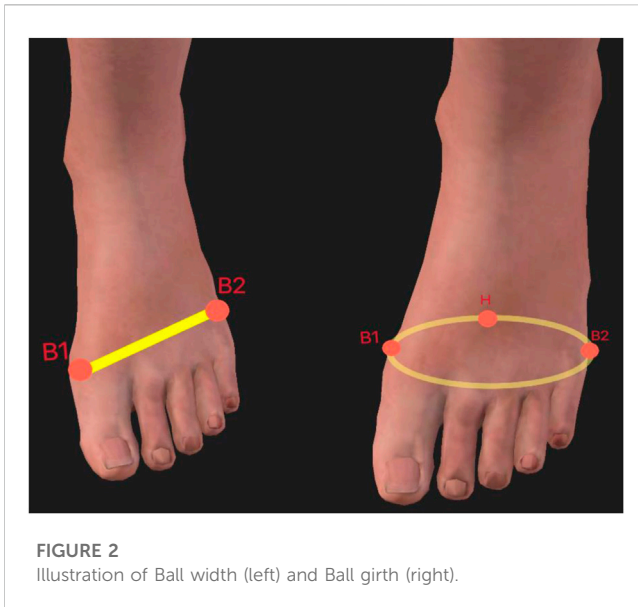 B2
B1
H
B1
B2
FIGURE 2
Illustration of Ball width (left) and Ball girth (right).